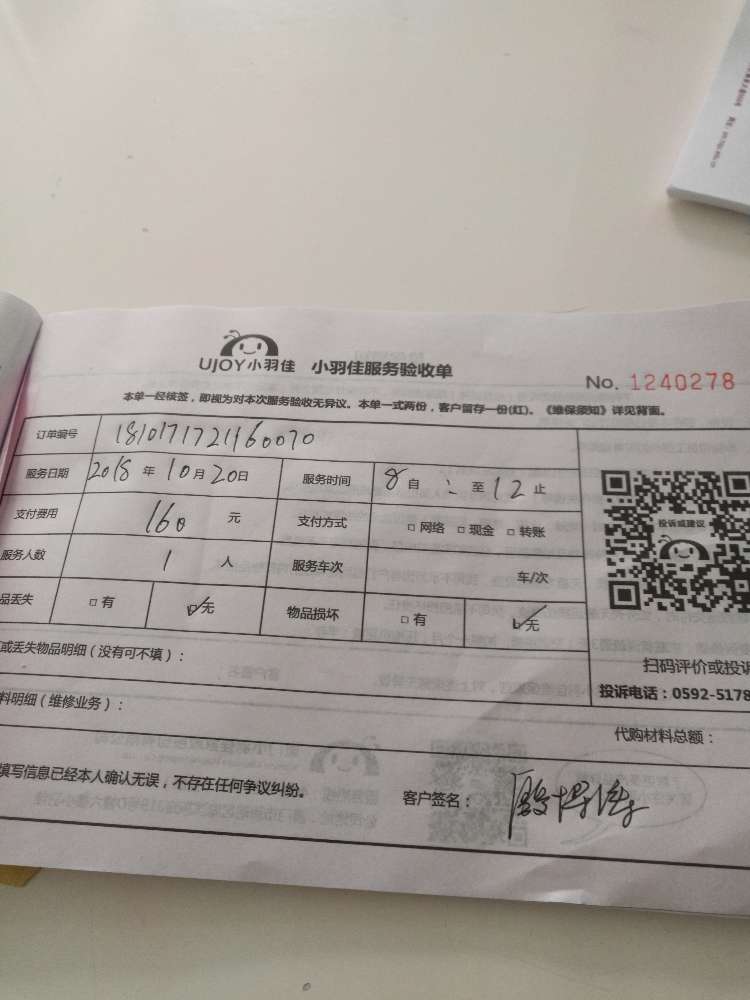 UJOY小羽佳 小羽佳服务验收单
No. 1240278
本单一经续签，即视为对本次服务验收无异议。本单一式两份，客户留存一份(红)。《维保须知》详见背面。
订单编号 1810171721160070
服务日期 2018 年 10 月 20 日 服务时间 8 自 : 至 12 止
支付费用 160 元 支付方式 □ 网络 □ 现金 □ 转账
服务人数 1 人 服务车次 车/次
品丢失 □ 有 ☑ 无 物品损坏 □ 有 ☑ 无
投诉或建议
扫码评价或投诉
投诉电话：0592-5178
或丢失物品明细（没有可不填）：
料明细（维修业务）：
代购材料总额：
填写信息已经本人确认无误，不存在任何争议纠纷。
客户签名：